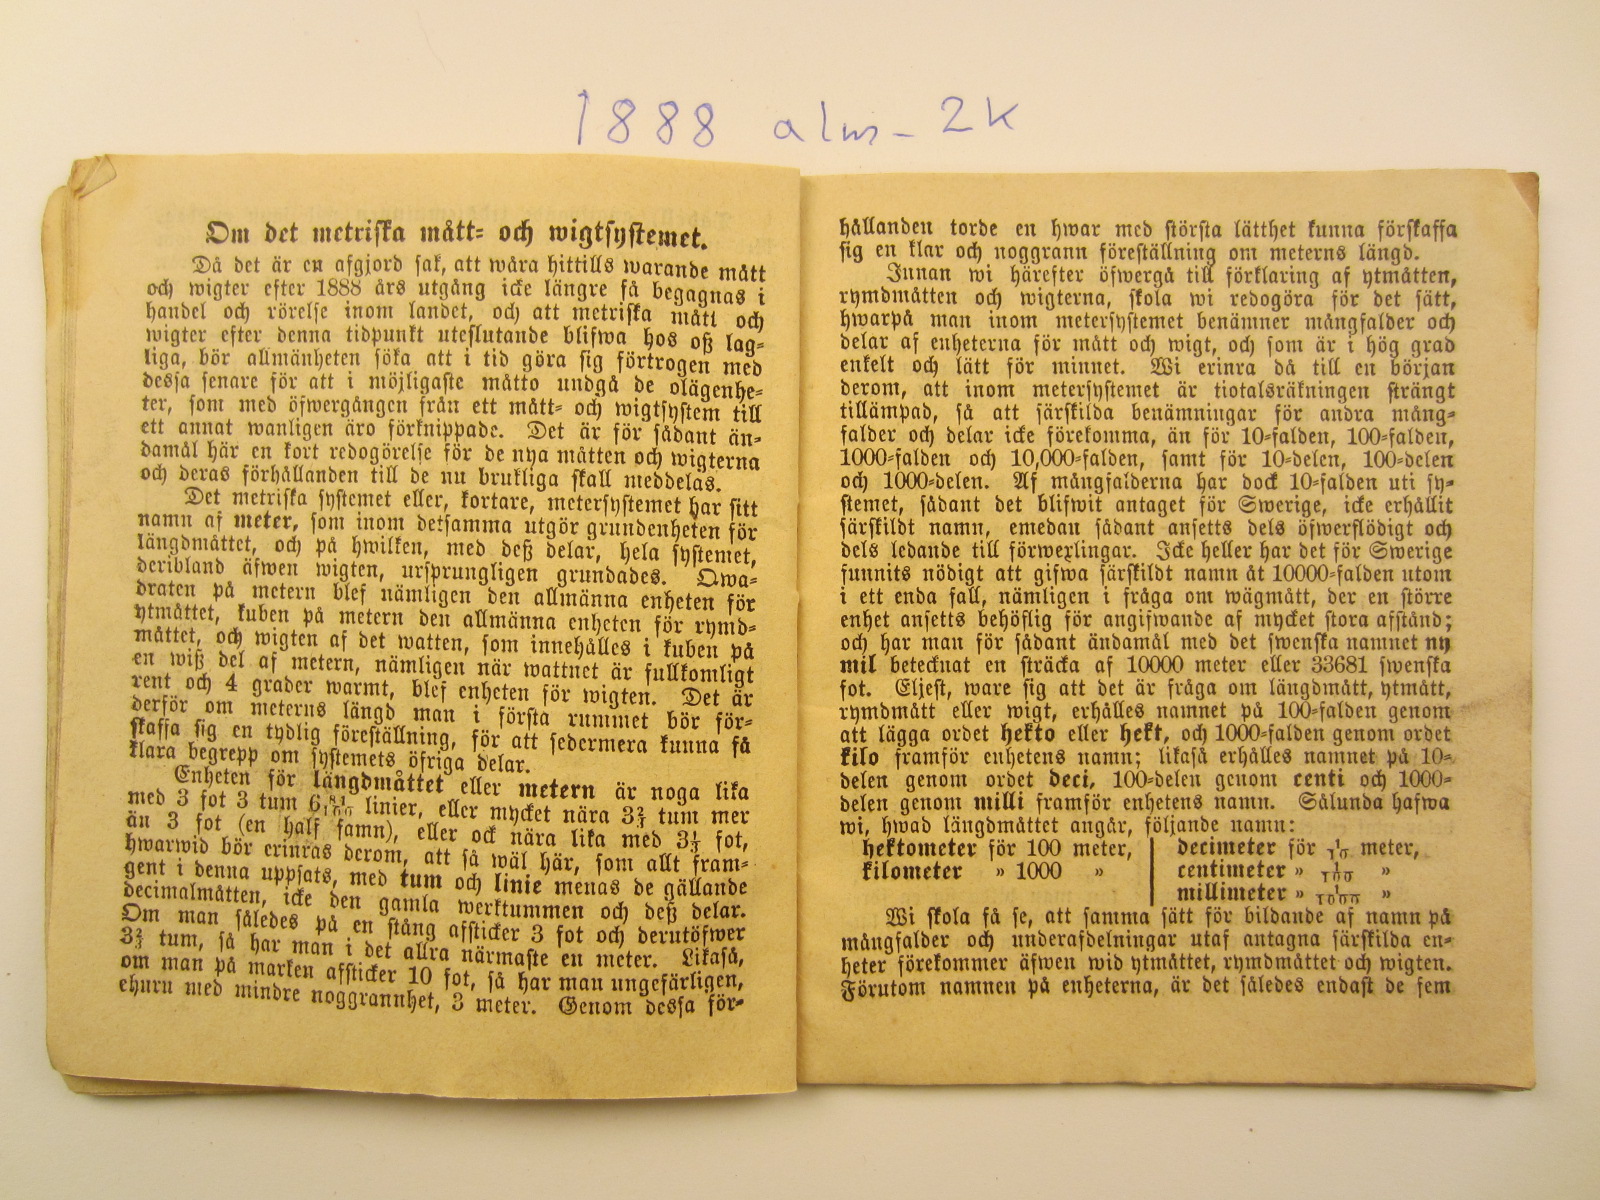 1888 alm- 2k
Om det metriska mått- och wigtsystemet.
Då det är en afgjord sak, att wåra hittills warande mått
och wigter efter 1888 års utgång icke längre få begagnas i
handel och rörelse inom landet, och att metriska mått och
wigter efter denna tidpunkt uteslutande blifwa hos oß lag-
liga, bör allmänheten söka att i tid göra sig förtrogen med
dessa senare för att i möjligaste måtto undgå de olägenhe-
ter, som med öfwergången från ett mått- och wigtsystem till
ett annat wanligen äro förknippade. Det är för sådant än-
damål här en kort redogörelse för de nya måtten och wigterna
och deras förhållanden till de nu brukliga skall meddelas.
Det metriska systemet eller, kortare, metersystemet har sitt
namn af meter, som inom detsamma utgör grundenheten för
längdmåttet, och på hwilken, med deß delar, hela systemet,
deribland äfwen wigten, ursprungligen grundades. Qwa-
draten på metern blef nämligen den allmänna enheten för
ytmåttet, kuben på metern den allmänna enheten för rymd-
måttet, och wigten af det watten, som innehålles i kuben på
en wiß del af metern, nämligen när wattnet är fullkomligt
rent och 4 grader warmt, blef enheten för wigten. Det är
derför om meterns längd man i första rummet bör för-
skaffa sig en tydlig föreställning, för att sedermera kunna få
klara begrepp om systemets öfriga delar.
Enheten för längdmåttet eller metern är noga lika
med 3 fot 3 tum 6 81/100 linier, eller mycket nära 3 2/3 tum mer
än 3 fot (en half famn), eller ock nära lika med 3 1/3 fot,
hwarwid bör erinras derom, att så wäl här, som allt fram-
gent i denna uppsats, med tum och linie menas de gällande
decimalmåtten, icke den gamla werktummen och deß delar.
Om man således på en stång afsticker 3 fot och derutöfwer
3 2/3 tum, så har man i det allra närmaste en meter. Likaså,
om man på marken afsticker 10 fot, så har man ungefärligen,
ehuru med mindre noggrannhet, 3 meter. Genom dessa för-
hållanden torde en hwar med största lätthet kunna förskaffa
sig en klar och noggrann föreställning om meterns längd.
Innan wi härefter öfwergå till förklaring af ytmåtten,
rymdmåtten och wigterna, skola wi redogöra för det sätt,
hwarpå man inom metersystemet benämner mångfalder och
delar af enheterna för mått och wigt, och som är i hög grad
enkelt och lätt för minnet. Wi erinra då till en början
derom, att inom metersystemet är tiotalsräkningen strängt
tillämpad, så att särskilda benämningar för andra mång-
falder och delar icke förekomma, än för 10-falden, 100-falden,
1000-falden och 10,000-falden, samt för 10-delen, 100-delen
och 1000-delen. Af mångfalderna har dock 10-falden uti sy-
stemet, sådant det blifwit antaget för Swerige, icke erhållit
särskildt namn, emedan sådant ansetts dels öfwerflödigt och
dels ledande till förwexlingar. Icke heller har det för Swerige
funnits nödigt att gifwa särskildt namn åt 10000-falden utom
i ett enda fall, nämligen i fråga om wägmått, der en större
enhet ansetts behöflig för angifwande af mycket stora afstånd;
och har man för sådant ändamål med det swenska namnet ny
mil betecknat en sträcka af 10000 meter eller 33681 swenska
fot. Eljest, ware sig att det är fråga om längdmått, ytmått,
rymdmått eller wigt, erhålles namnet på 100-falden genom
att lägga ordet hekto eller hekt, och 1000-falden genom ordet
kilo framför enhetens namn; likaså erhålles namnet på 10-
delen genom ordet deci, 100-delen genom centi och 1000-
delen genom milli framför enhetens namn. Sålunda hafwa
wi, hwad längdmåttet angår, följande namn:
hektometer för 100 meter,
kilometer » 1000 »
decimeter för 1/10 meter,
centimeter » 1/100 »
millimeter » 1/1000 »
Wi skola få se, att samma sätt för bildande af namn på
mångfalder och underafdelningar utaf antagna särskilda en-
heter förekommer äfwen wid ytmåttet, rymdmåttet och wigten.
Förutom namnen på enheterna, är det således endast de fem